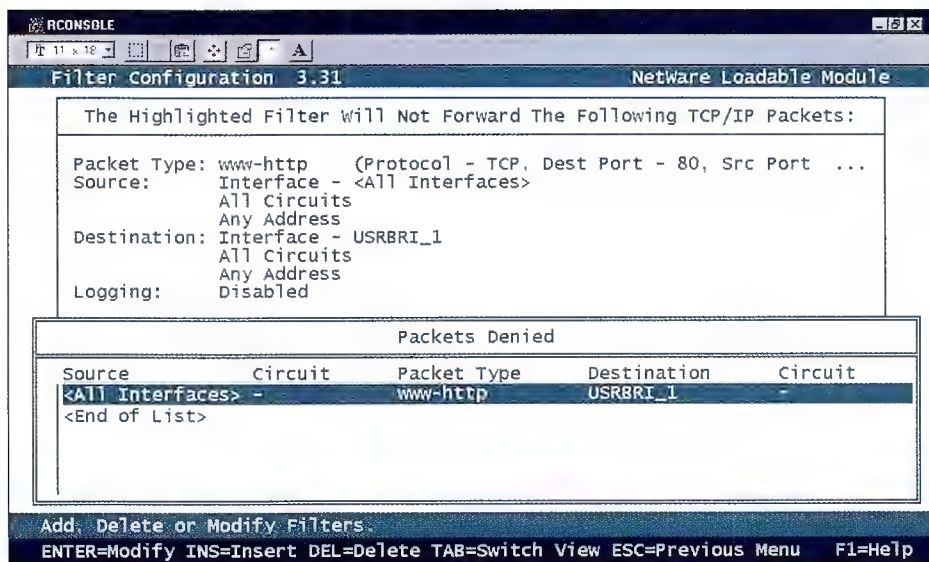 RCONSOLE
Tr 11 x 18 A
Filter Configuration 3.31 NetWare Loadable Module
The Highlighted Filter Will Not Forward The Following TCP/IP Packets:
Packet Type: www-http (Protocol - TCP, Dest Port - 80, Src Port ...
Source: Interface - <All Interfaces>
All Circuits
Any Address
Destination: Interface - USRBRI_1
All Circuits
Any Address
Logging: Disabled
Packets Denied
Source Circuit Packet Type Destination Circuit
<All Interfaces> - www-http USRBRI_1 -
<End of List>
Add, Delete or Modify Filters.
ENTER=Modify INS=Insert DEL=Delete TAB=Switch View ESC=Previous Menu F1=Help